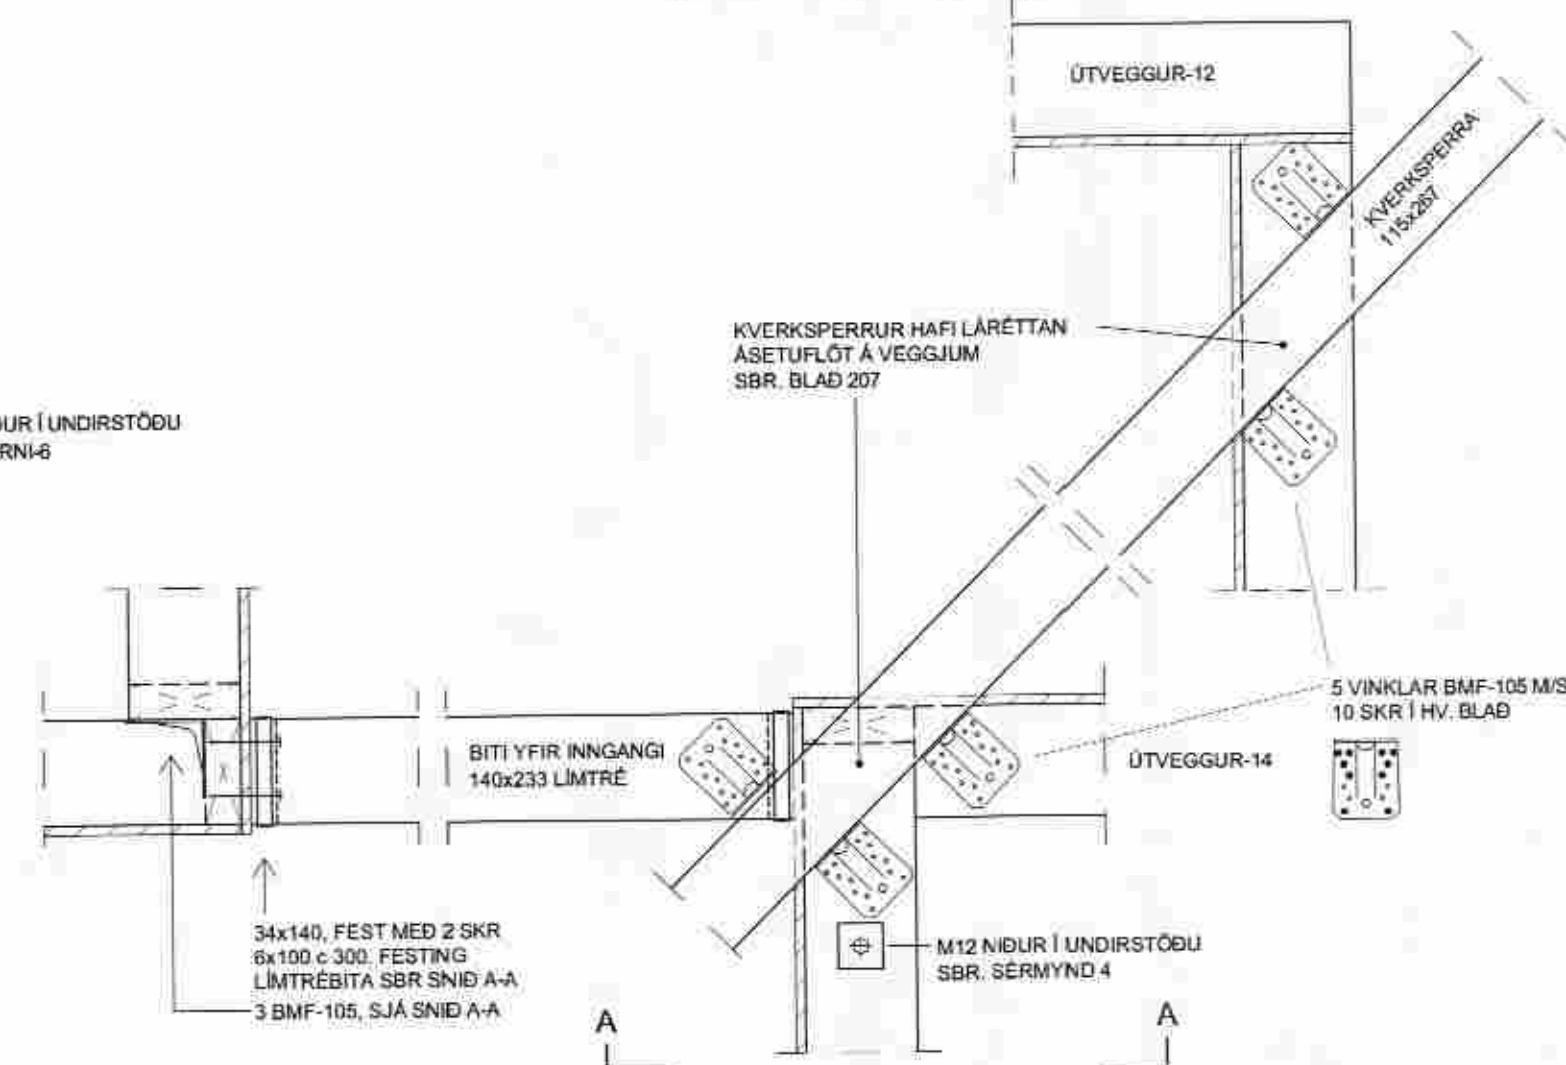 ÚTVEGGUR-12
KVERKSPERRA
115x267
KVERKSPERRUR HAFI LÁRÉTTAN
ÁSETUFLÖT Á VEGGJUM
SBR. BLAÐ 207
ÐUR Í UNDIRSTÖÐU
RNI-6
5 VINKLAR BMF-105 M/S
10 SKR Í HV. BLAÐ
BITI YFIR INNGANGI
140x233 LÍMTRÉ
ÚTVEGGUR-14
34x140, FEST MEÐ 2 SKR
6x100 c 300. FESTING
LÍMTRÉBITA SBR SNIÐ A-A
3 BMF-105, SJÁ SNIÐ A-A
M12 NIÐUR Í UNDIRSTÖÐU
SBR. SÉRMYND 4
A
A